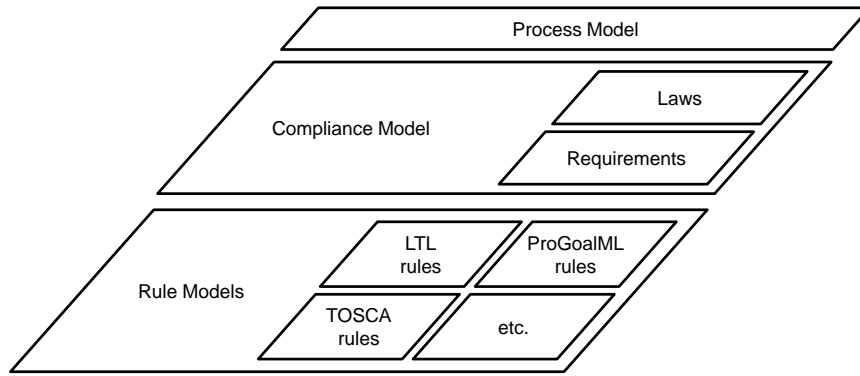 Process Model
Compliance Model
Laws
Requirements
Rule Models
LTL
rules
ProGoalML
rules
TOSCA
rules
etc.